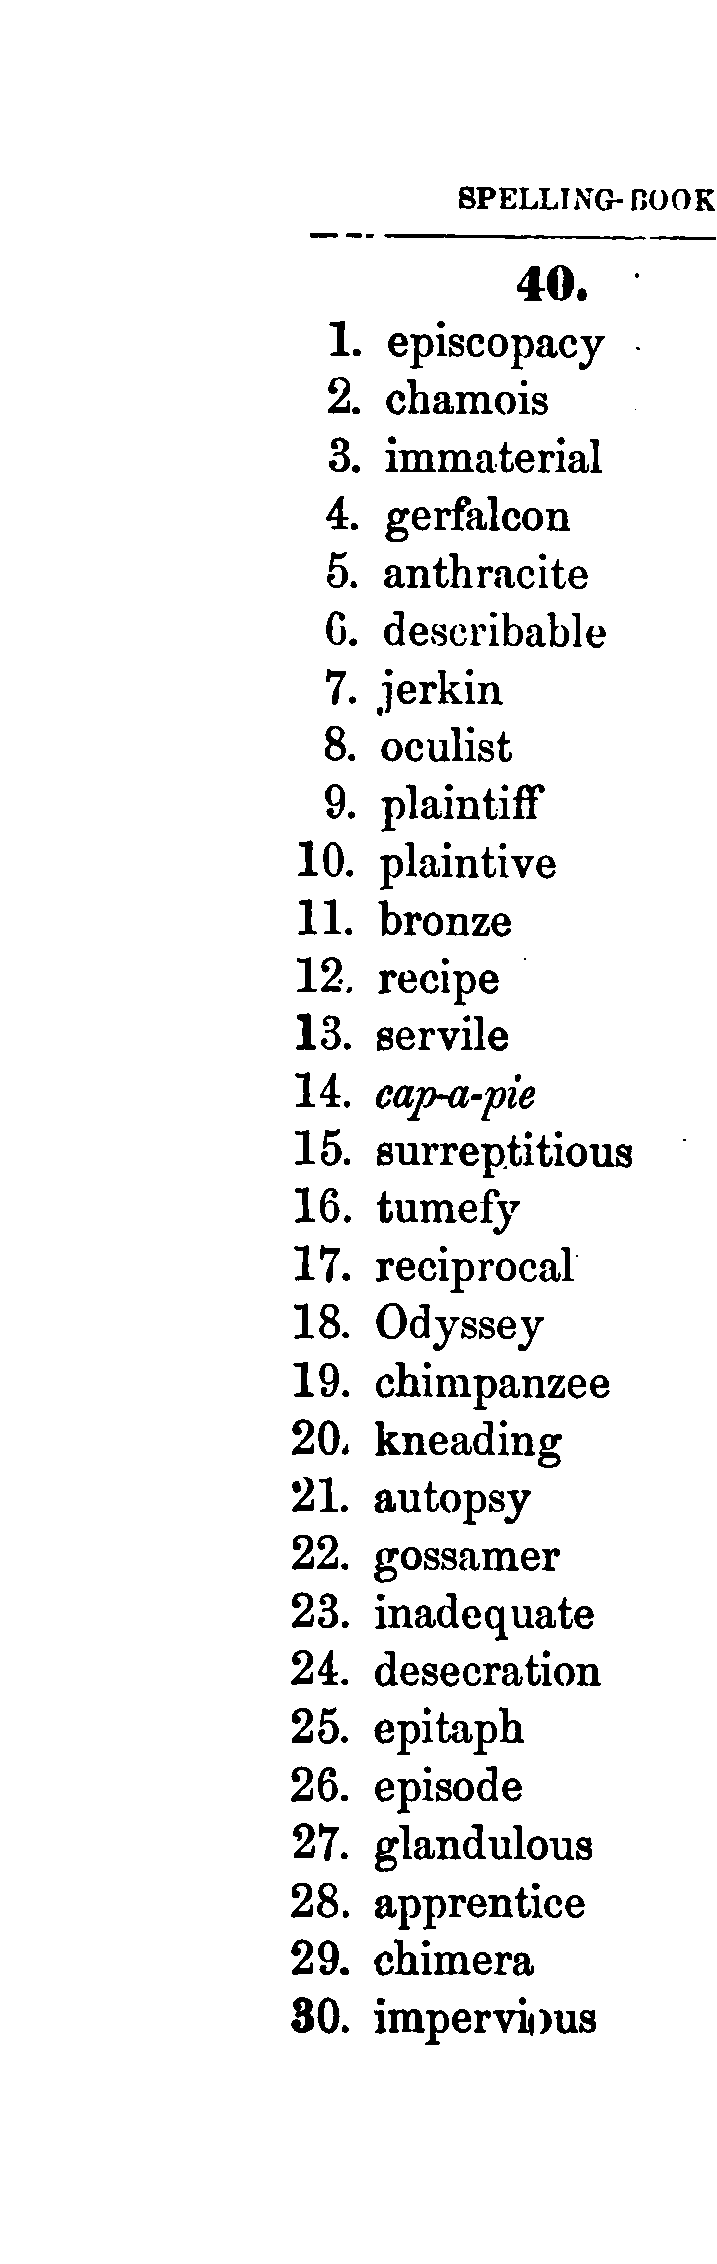 SPELLING-BOOK
40.
1. episcopacy
2. chamois
3. immaterial
4. gerfalcon
5. anthracite
6. describable
7. jerkin
8. oculist
9. plaintiff
10. plaintive
11. bronze
12. recipe
13. servile
14. cap-a-pie
15. surreptitious
16. tumefy
17. reciprocal
18. Odyssey
19. chimpanzee
20. kneading
21. autopsy
22. gossamer
23. inadequate
24. desecration
25. epitaph
26. episode
27. glandulous
28. apprentice
29. chimera
30. impervious